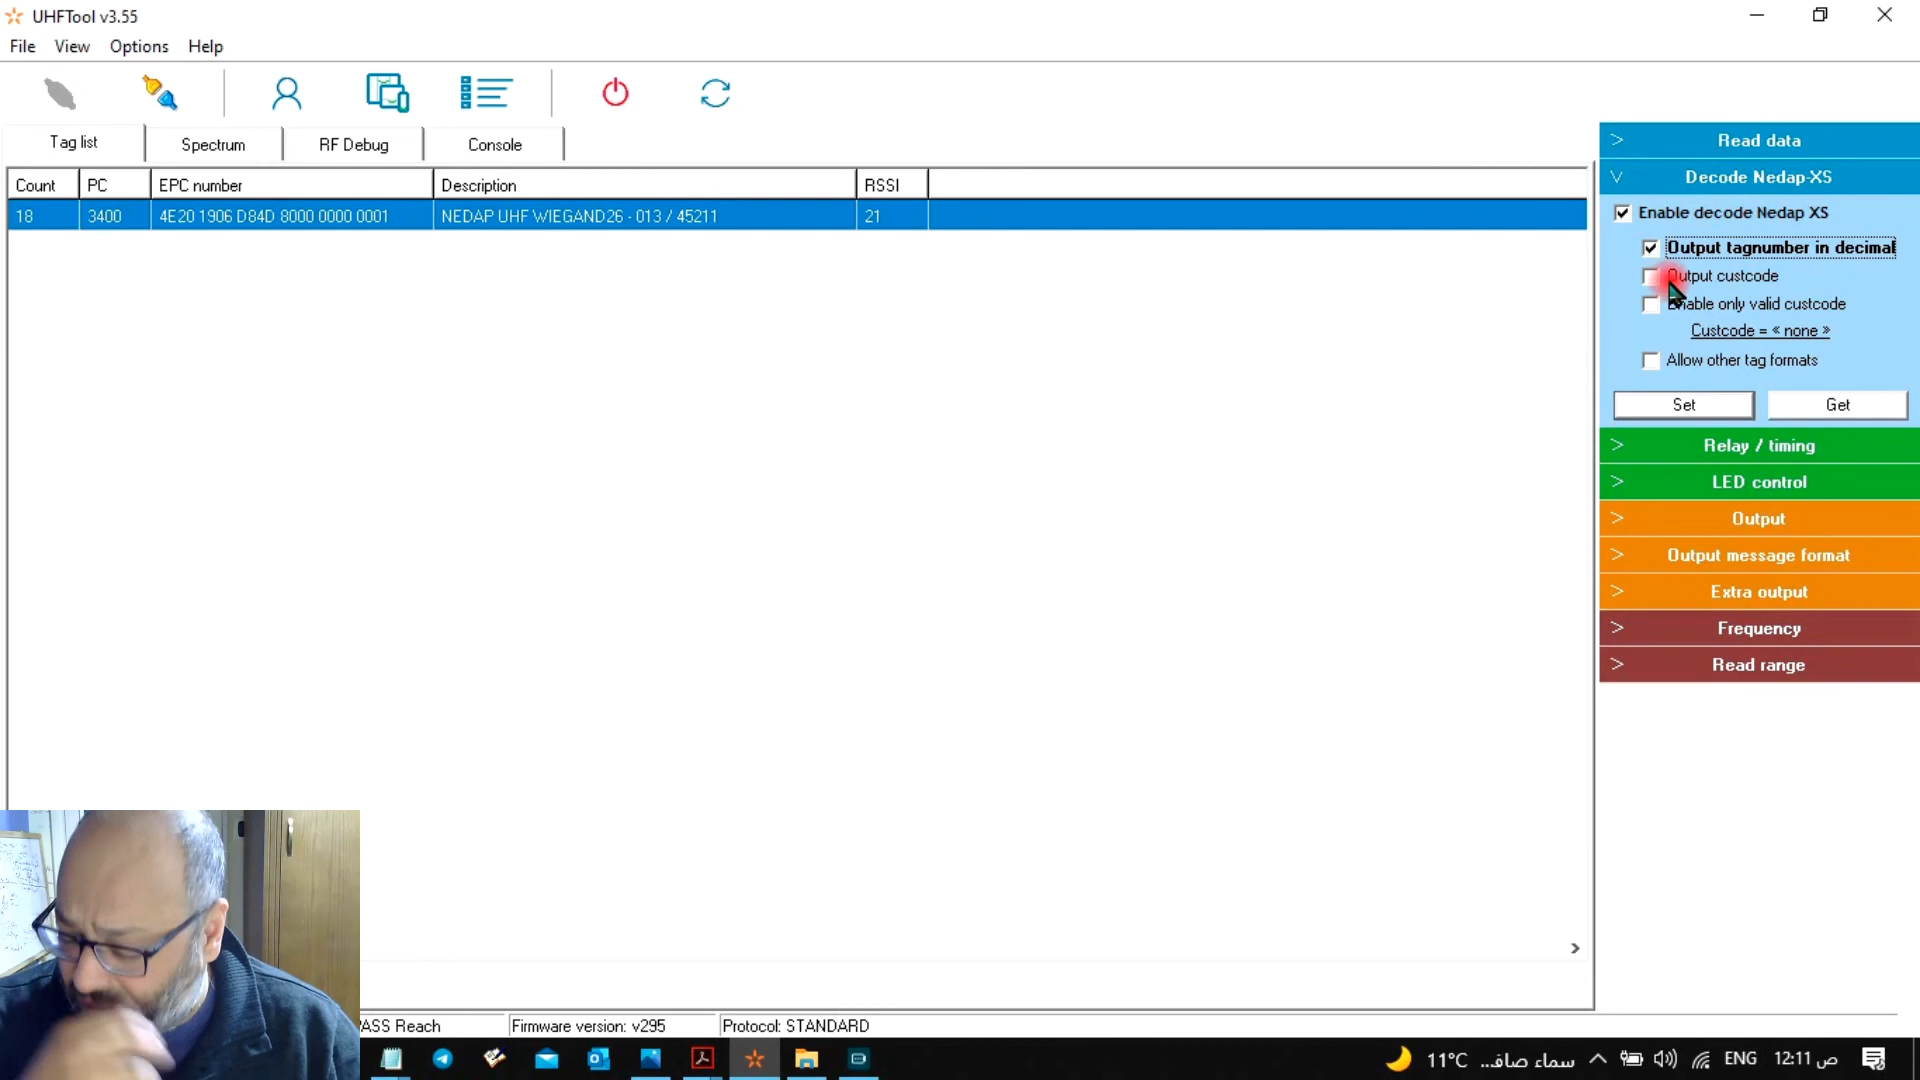 UHFTool v3.55
File View Options Help
Tag list Spectrum RF Debug Console
Count PC EPC number Description RSSI
18 3400 4E20 1906 D84D 8000 0000 0001 NEDAP UHF WIEGAND26 - 013 / 45211 21
> Read data
V Decode Nedap-XS
Enable decode Nedap XS
Output tagnumber in decimal
Output custcode
Enable only valid custcode
Custcode = « none »
Allow other tag formats
Set Get
> Relay / timing
> LED control
> Output
> Output message format
> Extra output
> Frequency
> Read range
PASS Reach Firmware version: v295 Protocol: STANDARD
11°C سماء صاف... ENG 12:11 ص